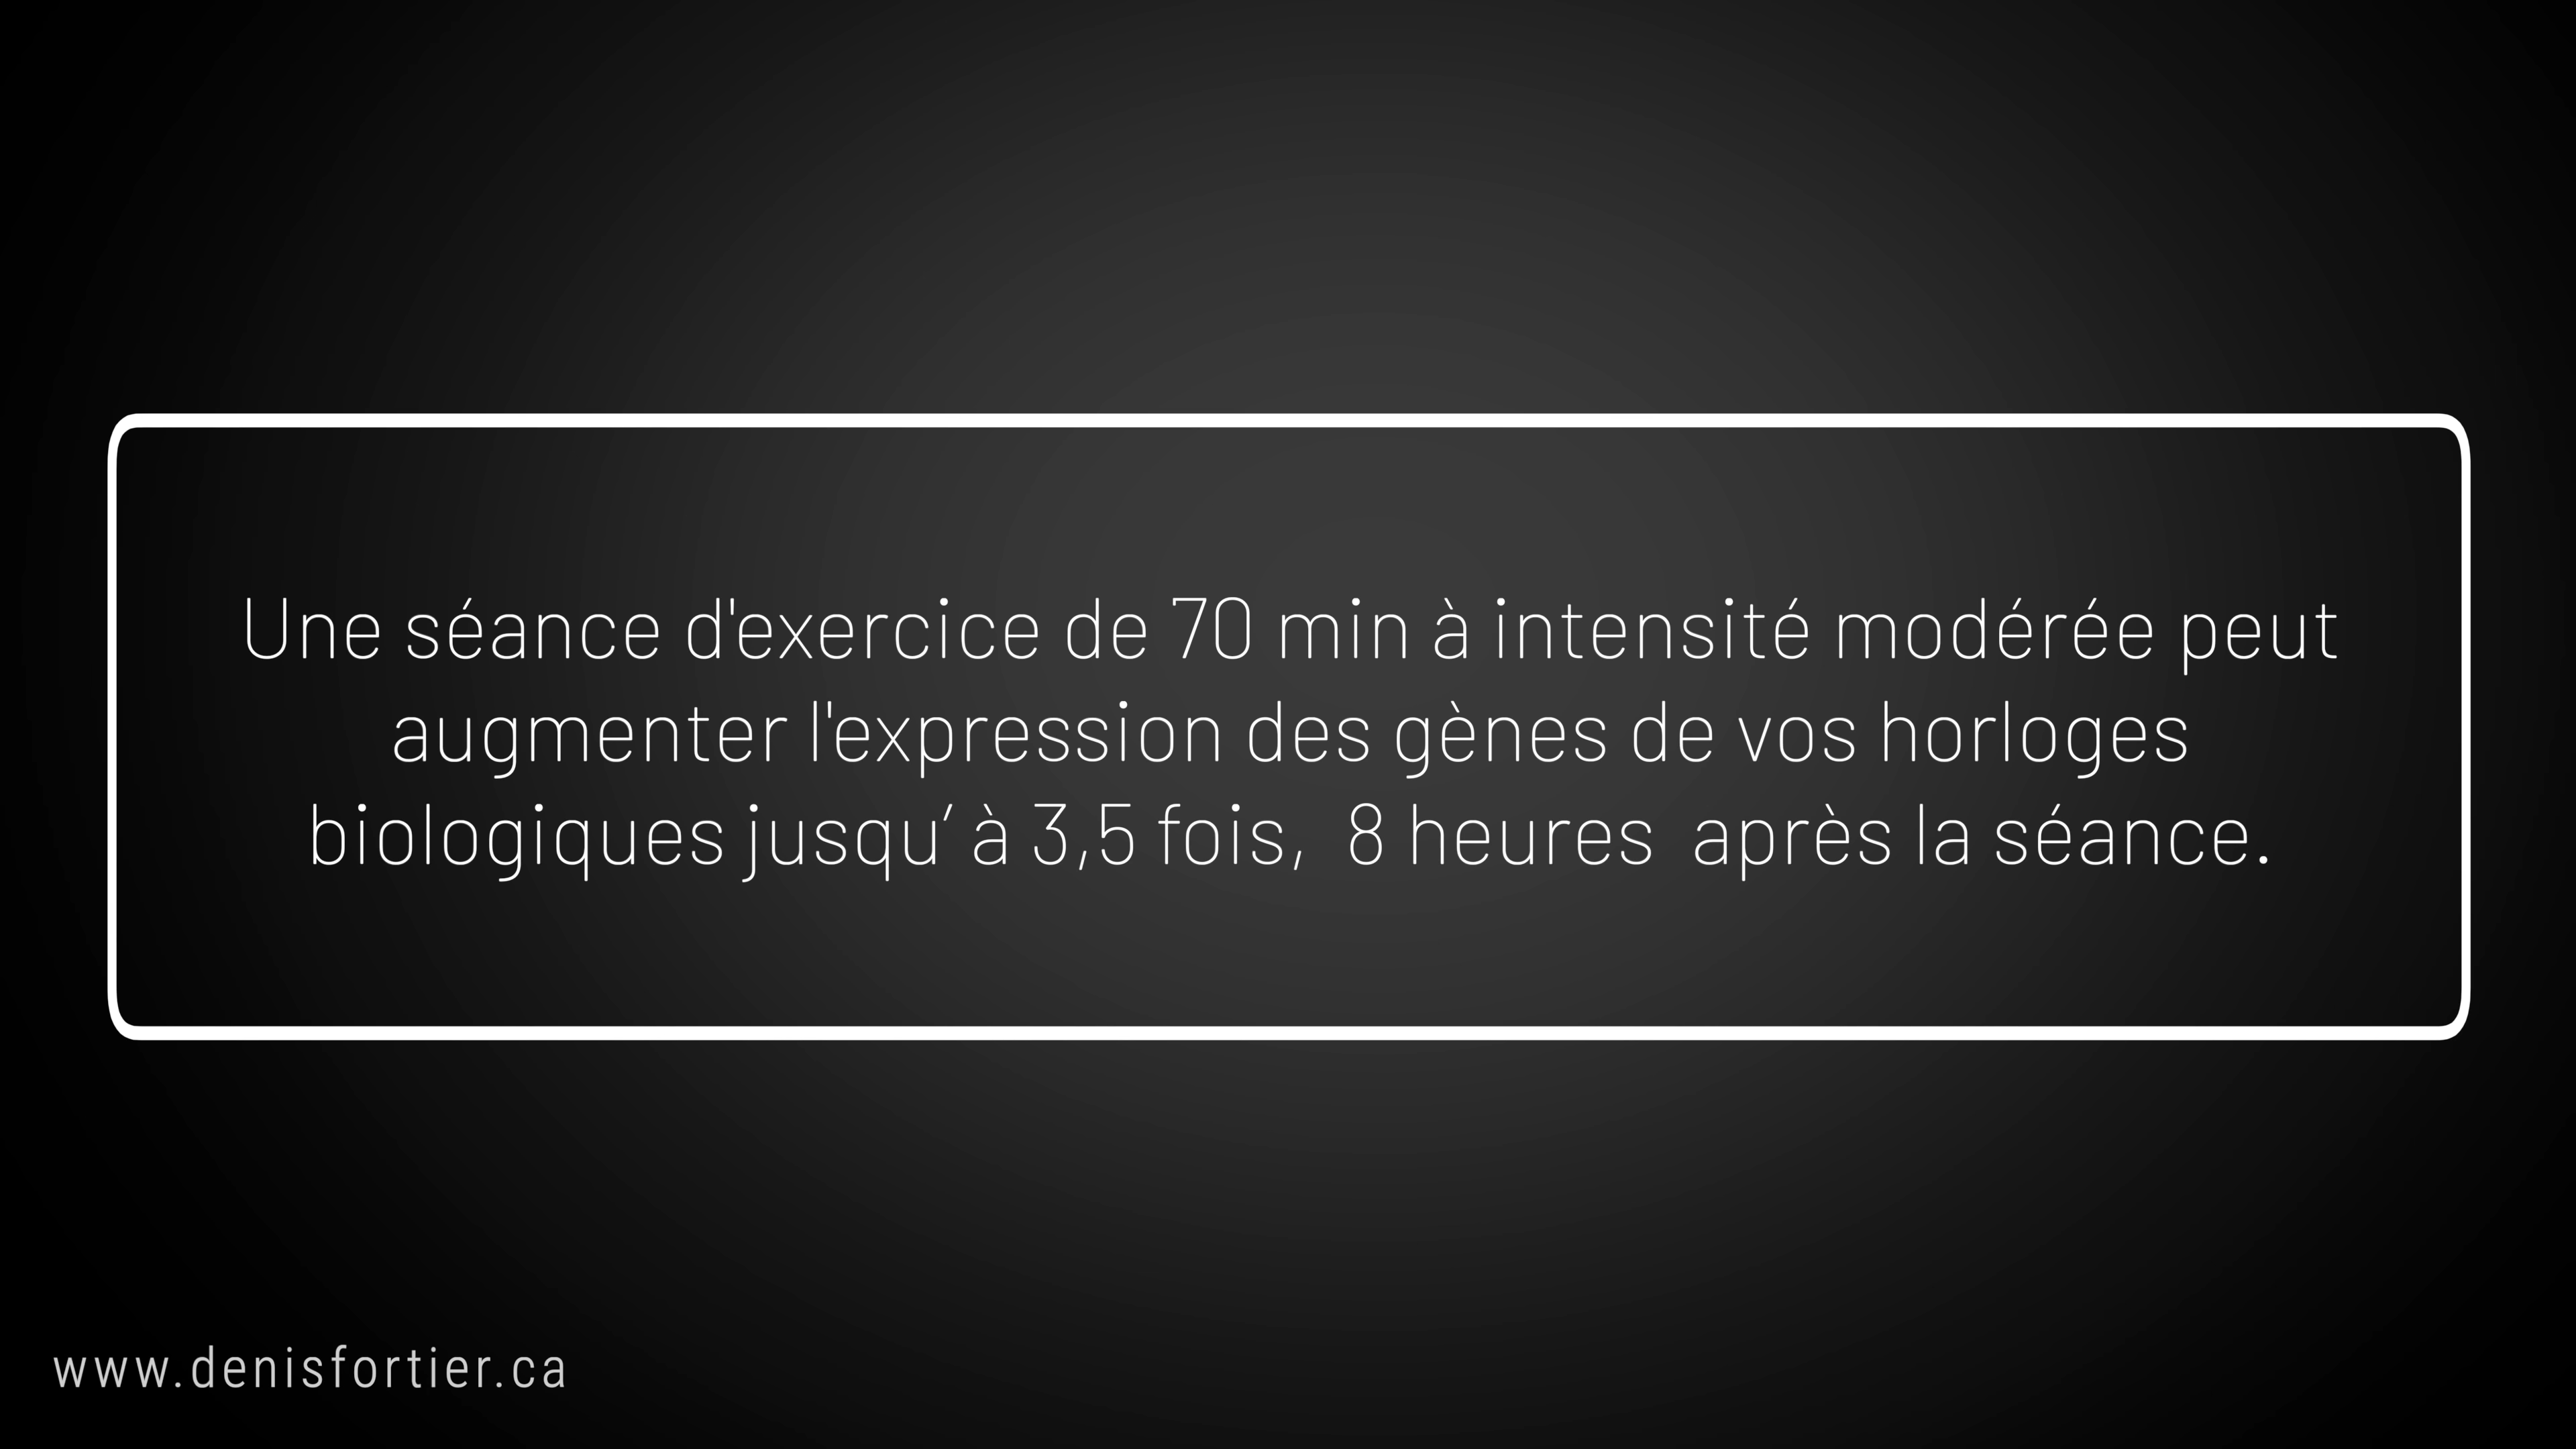 Une séance d'exercice de 70 min à intensité modérée peut
augmenter l'expression des gènes de vos horloges
biologiques jusqu’ à 3,5 fois,  8 heures  après la séance.
www.denisfortier.ca